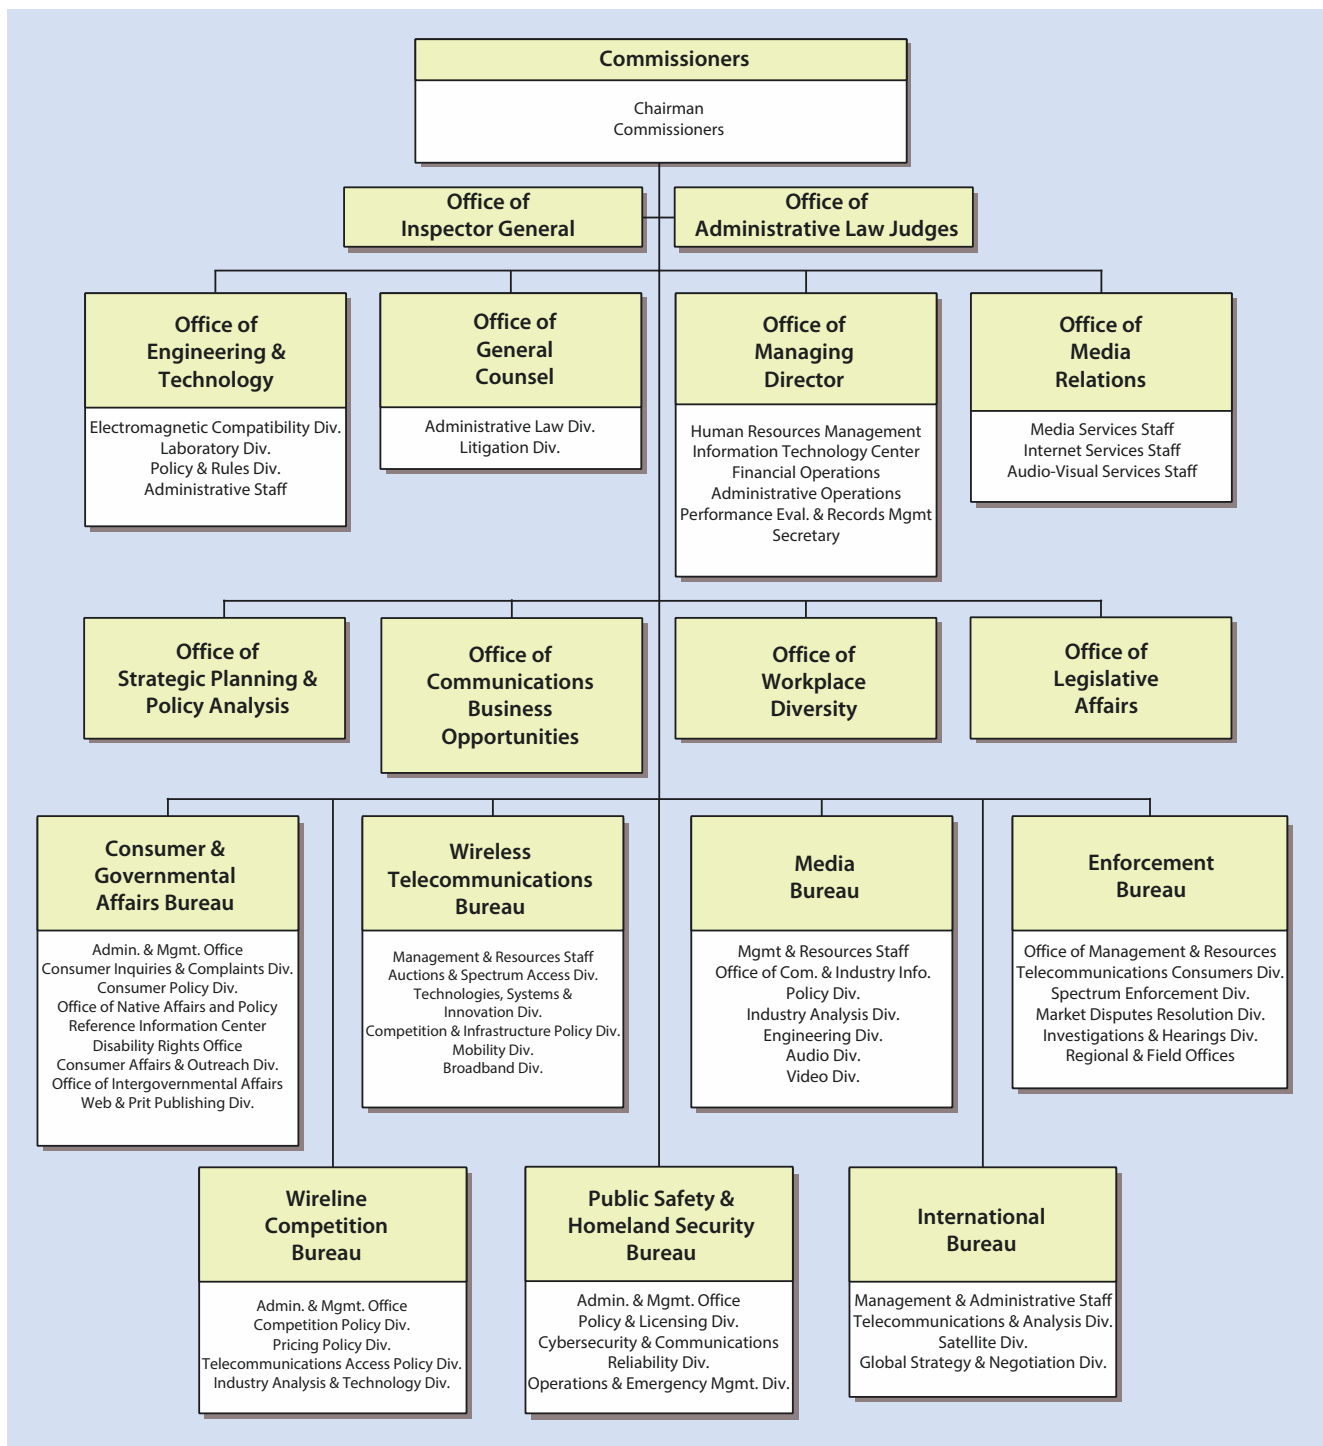 Commissioners
Chairman
Commissioners
Office of
Inspector General
Office of
Administrative Law Judges
Office of
Engineering &
Technology
Electromagnetic Compatibility Div.
Laboratory Div.
Policy & Rules Div.
Administrative Staff
Office of
General
Counsel
Administrative Law Div.
Litigation Div.
Office of
Managing
Director
Human Resources Management
Information Technology Center
Financial Operations
Administrative Operations
Performance Eval. & Records Mgmt
Secretary
Office of
Media
Relations
Media Services Staff
Internet Services Staff
Audio-Visual Services Staff
Office of
Strategic Planning &
Policy Analysis
Office of
Communications
Business
Opportunities
Office of
Workplace
Diversity
Office of
Legislative
Affairs
Consumer &
Governmental
Affairs Bureau
Admin. & Mgmt. Office
Consumer Inquiries & Complaints Div.
Consumer Policy Div.
Office of Native Affairs and Policy
Reference Information Center
Disability Rights Office
Consumer Affairs & Outreach Div.
Office of Intergovernmental Affairs
Web & Prit Publishing Div.
Wireless
Telecommunications
Bureau
Management & Resources Staff
Auctions & Spectrum Access Div.
Technologies, Systems &
Innovation Div.
Competition & Infrastructure Policy Div.
Mobility Div.
Broadband Div.
Media
Bureau
Mgmt & Resources Staff
Office of Com. & Industry Info.
Policy Div.
Industry Analysis Div.
Engineering Div.
Audio Div.
Video Div.
Enforcement
Bureau
Office of Management & Resources
Telecommunications Consumers Div.
Spectrum Enforcement Div.
Market Disputes Resolution Div.
Investigations & Hearings Div.
Regional & Field Offices
Wireline
Competition
Bureau
Admin. & Mgmt. Office
Competition Policy Div.
Pricing Policy Div.
Telecommunications Access Policy Div.
Industry Analysis & Technology Div.
Public Safety &
Homeland Security
Bureau
Admin. & Mgmt. Office
Policy & Licensing Div.
Cybersecurity & Communications
Reliability Div.
Operations & Emergency Mgmt. Div.
International
Bureau
Management & Administrative Staff
Telecommunications & Analysis Div.
Satellite Div.
Global Strategy & Negotiation Div.